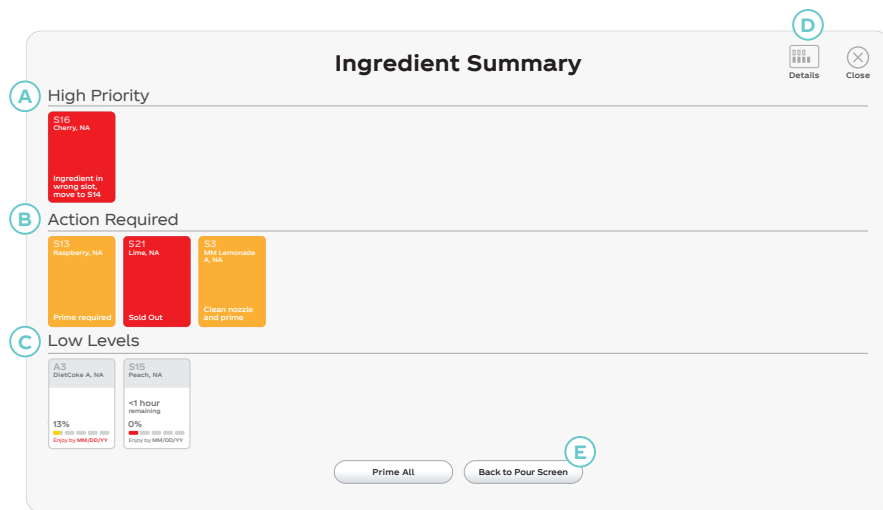 D
Ingredient Summary
Details
Close
A
High Priority
S16
Cherry, NA
Ingredient in
wrong slot,
move to S14
B
Action Required
S13
Raspberry, NA
Prime required
S21
Lime, NA
Sold Out
S3
MM Lemonade
A, NA
Clean nozzle
and prime
C
Low Levels
A3
DietCoke A, NA
13%
Enjoy by MM/DD/YY
S15
Peach, NA
<1 hour
remaining
0%
Enjoy by MM/DD/YY
E
Prime All
Back to Pour Screen